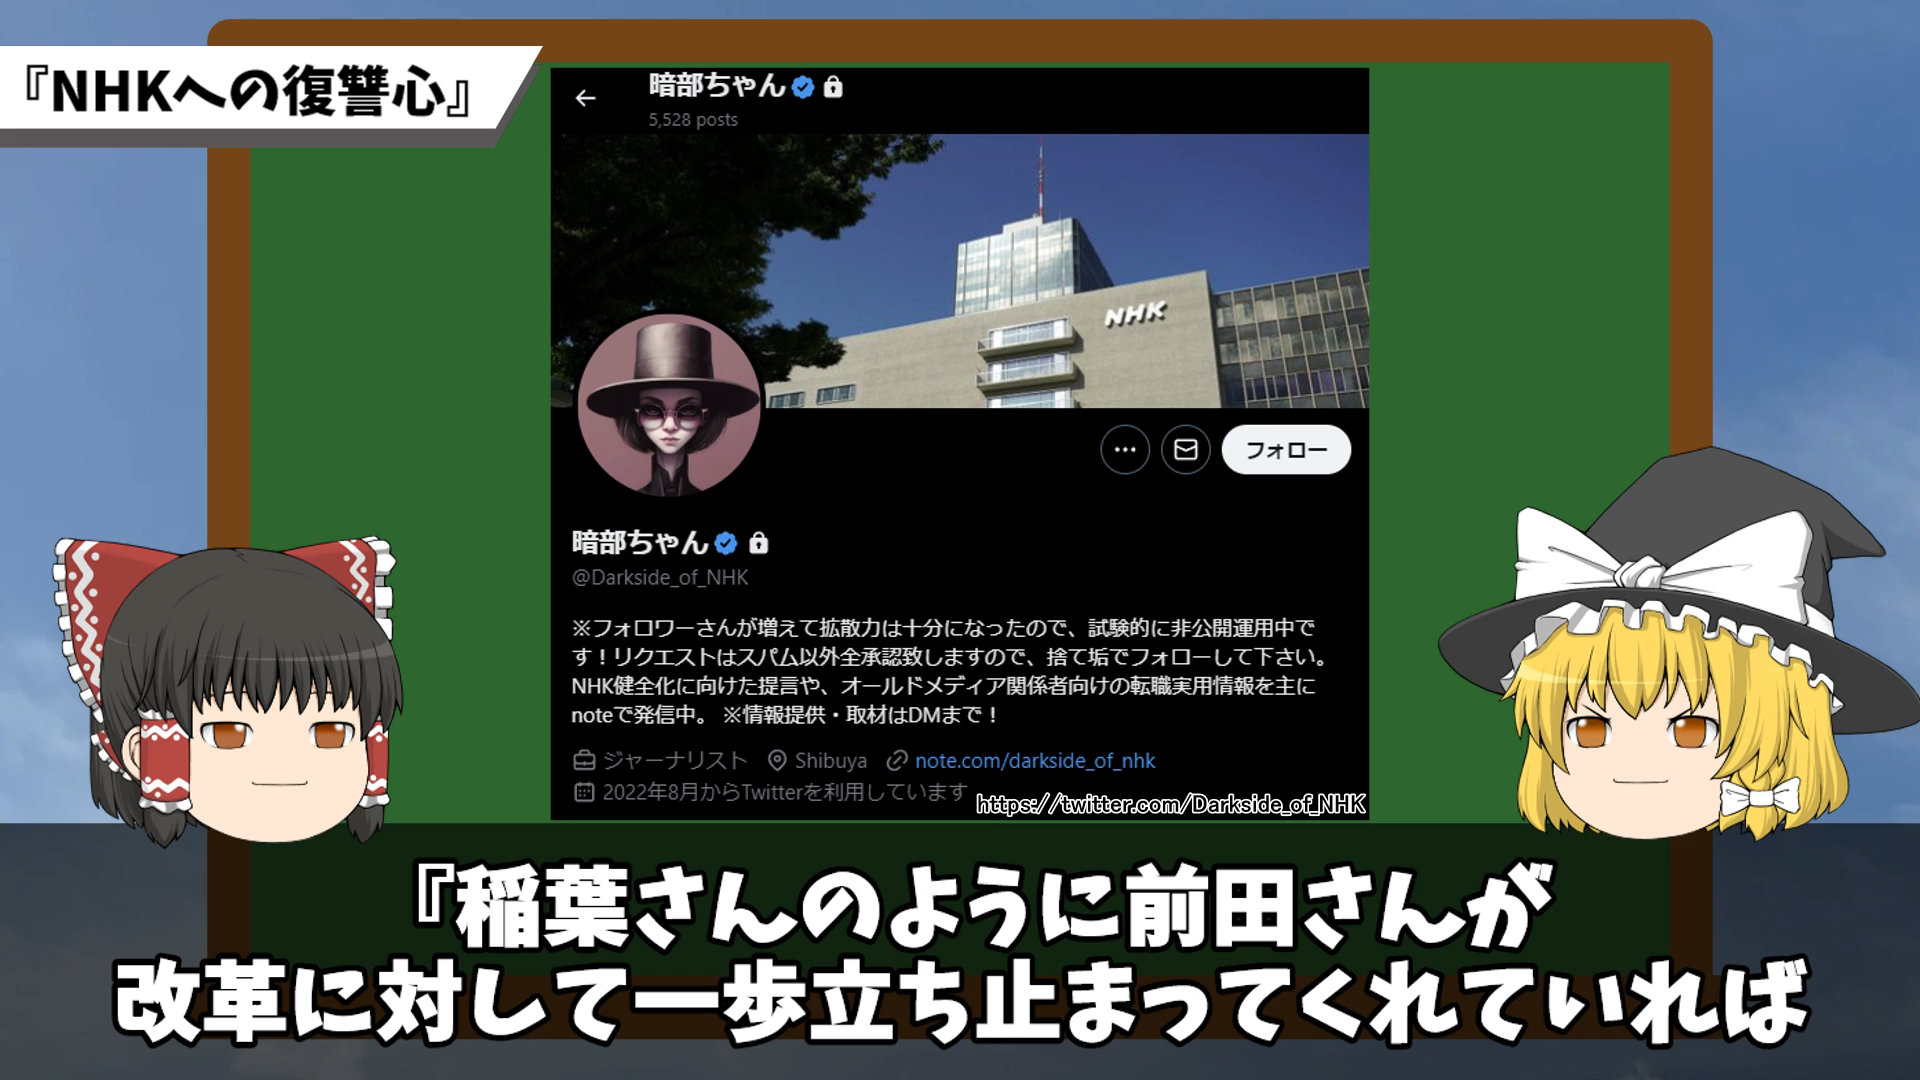 『NHKへの復讐心』
暗部ちゃん
5,528 posts
NHK
フォロー
暗部ちゃん
@Darkside_of_NHK
※フォロワーさんが増えて拡散力は十分になったので、試験的に非公開運用中で
す！リクエストはスパム以外全承認致しますので、捨て垢でフォローして下さい。
NHK健全化に向けた提言や、オールドメディア関係者向けの転職実用情報を主に
noteで発信中。 ※情報提供・取材はDMまで！
ジャーナリスト Shibuya note.com/darkside_of_nhk
2022年8月からTwitterを利用しています
https://twitter.com/Darkside_of_NHK
『稲葉さんのように前田さんが
改革に対して一歩立ち止まってくれていれば